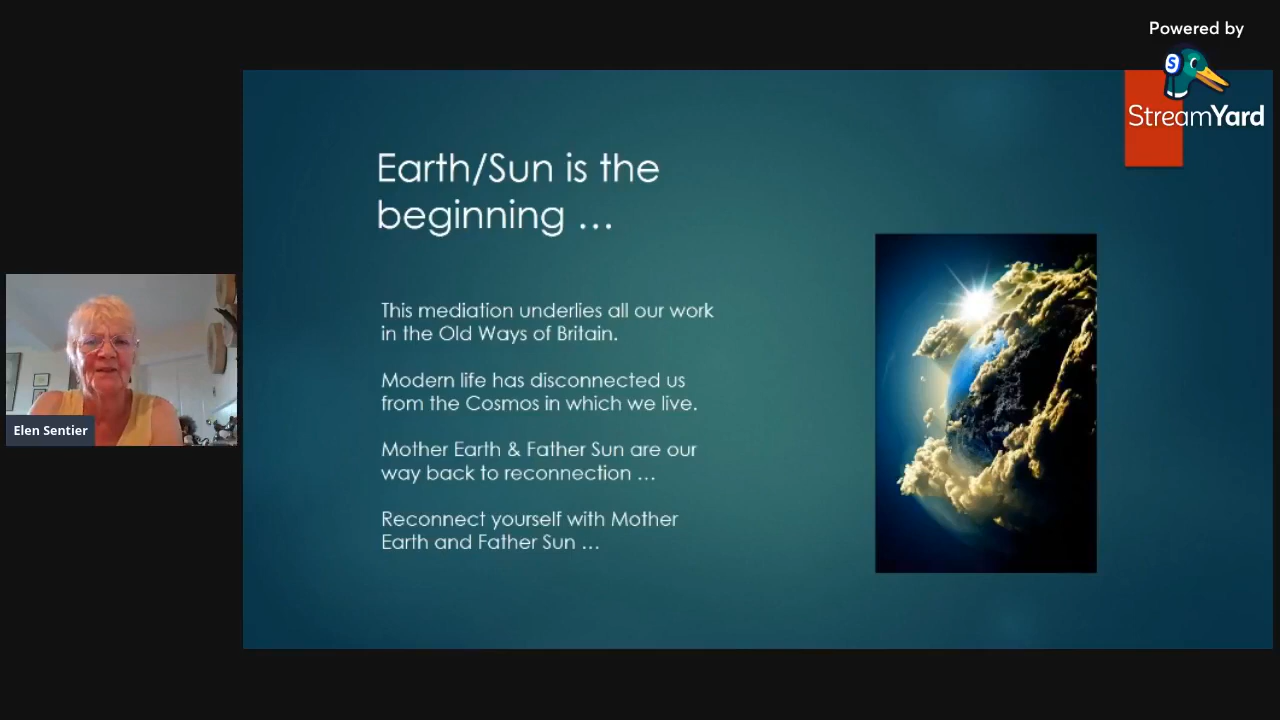 Powered by
S
StreamYard
Earth/Sun is the
beginning …
This mediation underlies all our work
in the Old Ways of Britain.
Modern life has disconnected us
from the Cosmos in which we live.
Mother Earth & Father Sun are our
way back to reconnection …
Reconnect yourself with Mother
Earth and Father Sun …
Elen Sentier